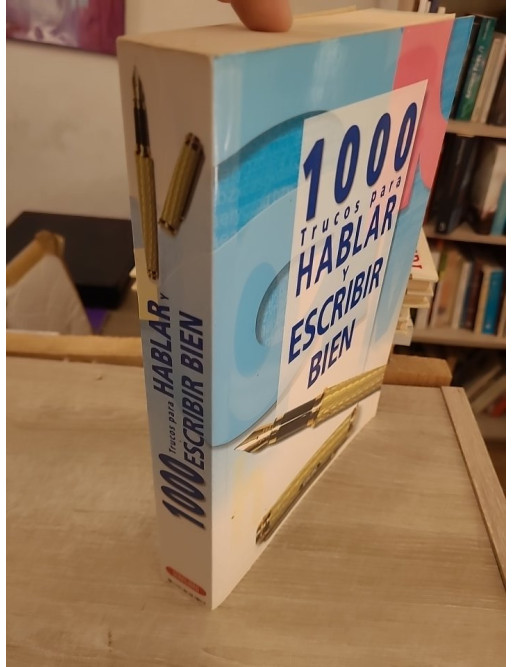 1000
Trucos para
HABLAR
Y
ESCRIBIR
BIEN
1000 Trucos para HABLAR Y
ESCRIBIR BIEN